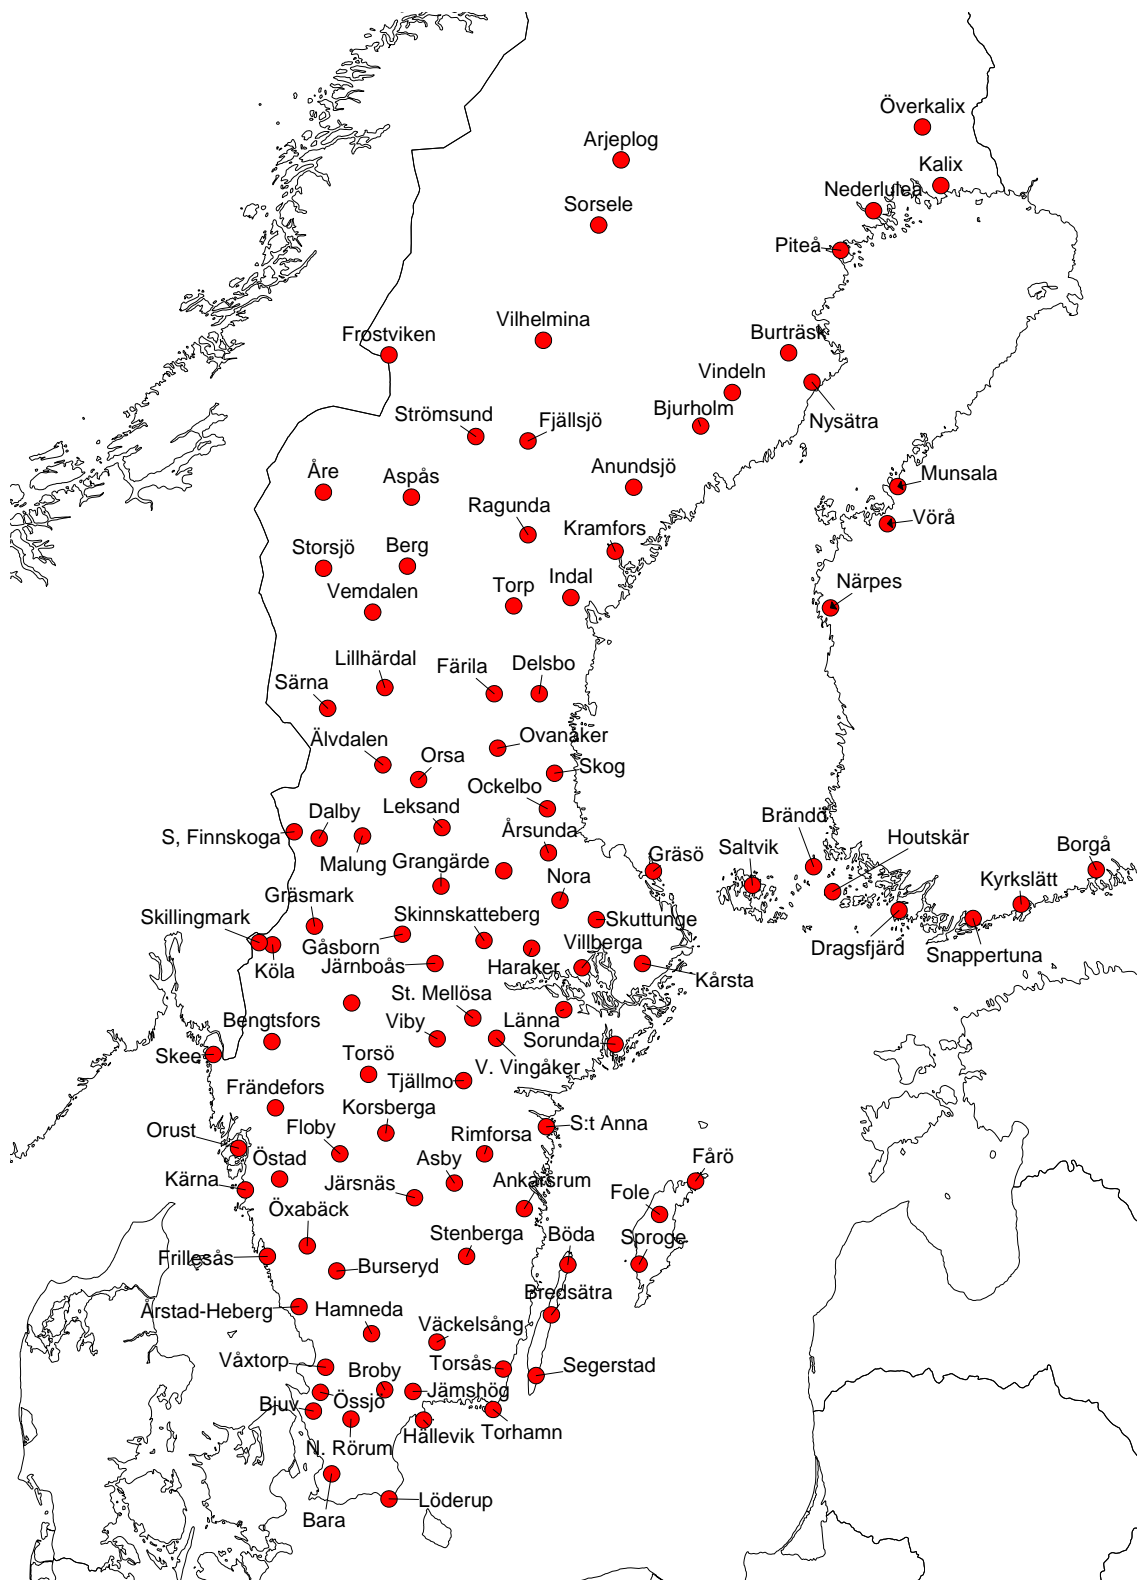 Överkalix
Arjeplog
Kalix
Nederluleå
Sorsele
Piteå
Vilhelmina
Frostviken
Burträsk
Vindeln
Bjurholm
Nysätra
Strömsund
Fjällsjö
Åre
Aspås
Anundsjö
Munsala
Ragunda
Vörå
Kramfors
Storsjö
Berg
Indal
Närpes
Vemdalen
Torp
Lillhärdal
Färila
Delsbo
Särna
Ovanåker
Älvdalen
Orsa
Skog
Ockelbo
Leksand
S, Finnskoga
Dalby
Årsunda
Brändö
Houtskär
Borgå
Malung
Grangärde
Gräsö
Saltvik
Nora
Kyrkslätt
Gräsmark
Skillingmark
Skinnskatteberg
Skuttunge
Gåsborn
Villberga
Dragsfjärd
Snappertuna
Köla
Järnboås
Haraker
Kårsta
St. Mellösa
Länna
Bengtsfors
Viby
Sorunda
Skee
Torsö
V. Vingåker
Tjällmo
Frändefors
Korsberga
S:t Anna
Orust
Floby
Rimforsa
Östad
Asby
Fårö
Kärna
Järsnäs
Ankarsrum
Fole
Öxabäck
Stenberga
Böda
Sproge
Frillesås
Burseryd
Bredsätra
Årstad-Heberg
Hamneda
Väckelsång
Våxtorp
Broby
Torsås
Segerstad
Bjuv
Össjö
Jämshög
Torhamn
Hällevik
N. Rörum
Löderup
Bara